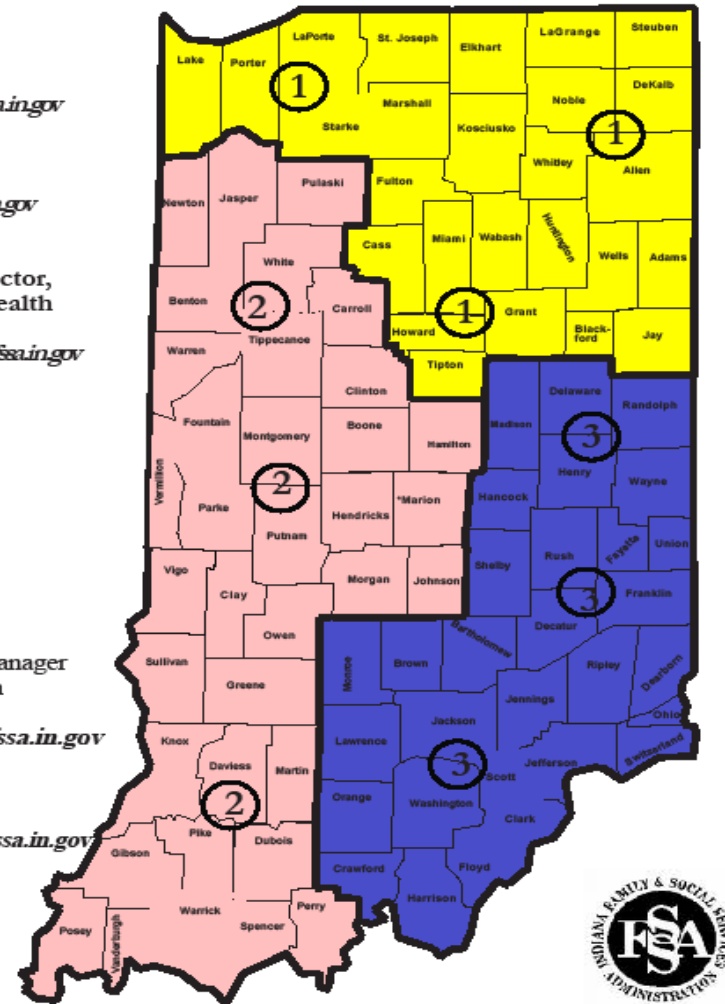 n.in.gov
n.gov
ctor,
ealth
fssa.in.gov
anager
n
ssa.in.gov
ssa.in.gov
Lake
Porter
LaPorte
St. Joseph
Elkhart
LaGrange
Steuben
1
Noble
DeKalb
Starke
Marshall
Kosciusko
1
Whitley
Allen
Newton
Jasper
Pulaski
Fulton
Cass
Miami
Wabash
Huntington
Wells
Adams
White
Benton
2
Carroll
1
Grant
Howard
Black-
ford
Jay
Warren
Tippecanoe
Tipton
Clinton
Fountain
Montgomery
Boone
Hamilton
Madison
Delaware
Randolph
3
Henry
Wayne
Vermillion
Parke
2
Putnam
Hendricks
*Marion
Hancock
Shelby
Rush
Fayette
Union
Vigo
Clay
Morgan
Johnson
3
Franklin
Decatur
Owen
Sullivan
Greene
Monroe
Brown
Bartholomew
Jennings
Ripley
Dearborn
Ohio
Switzerland
Knox
Daviess
Martin
Lawrence
Jackson
3
Scott
Jefferson
2
Orange
Washington
Clark
Gibson
Pike
Dubois
Crawford
Harrison
Floyd
Posey
Vanderburgh
Warrick
Spencer
Perry
INDIANA FAMILY & SOCIAL SERVICES
FSSA
ADMINISTRATION